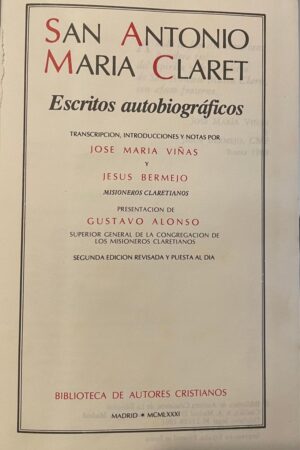 SAN ANTONIO
MARIA CLARET
Escritos autobiográficos
TRANSCRIPCION, INTRODUCCIONES Y NOTAS POR
JOSE MARIA VIÑAS
Y
JESUS BERMEJO
MISIONEROS CLARETIANOS
PRESENTACION DE
GUSTAVO ALONSO
SUPERIOR GENERAL DE LA CONGREGACION DE
LOS MISIONEROS CLARETIANOS
SEGUNDA EDICION REVISADA Y PUESTA AL DIA
BIBLIOTECA DE AUTORES CRISTIANOS
MADRID • MCMLXXXI